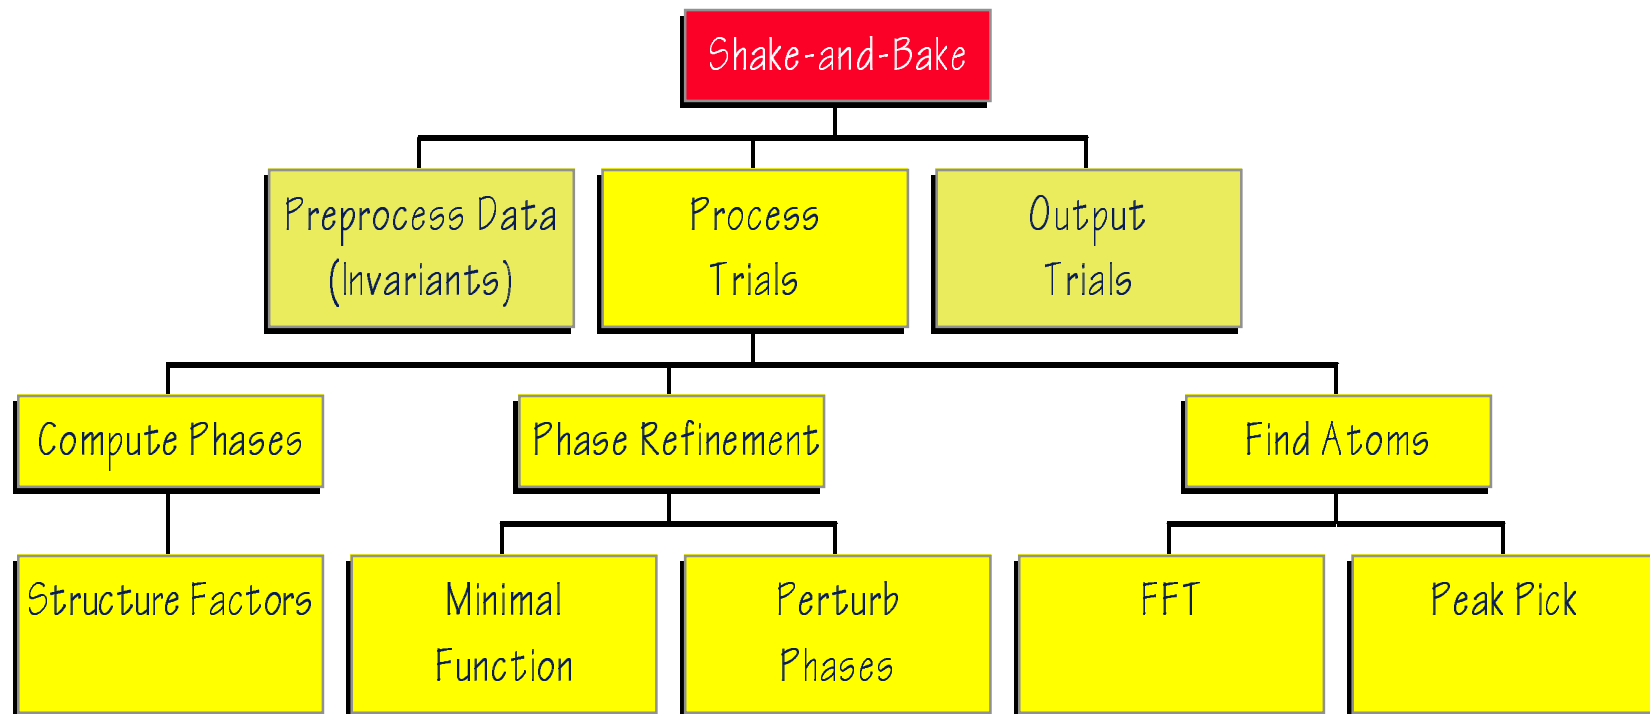 Shake-and-Bake
Preprocess Data
(Invariants)
Process
Trials
Output
Trials
Compute Phases
Phase Refinement
Find Atoms
Structure Factors
Minimal
Function
Perturb
Phases
FFT
Peak Pick